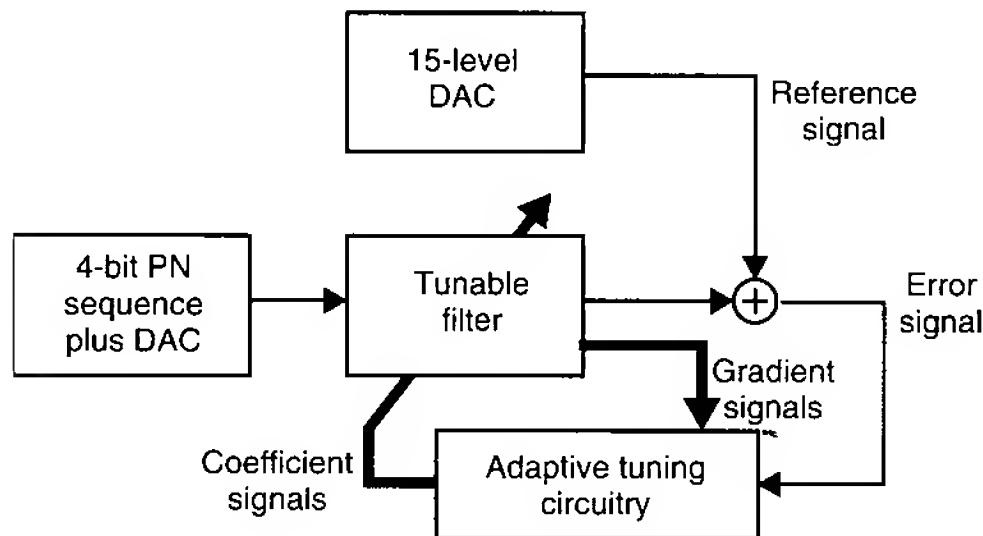 15-level
DAC
Reference
signal
4-bit PN
sequence
plus DAC
Tunable
filter
Error
signal
Gradient
signals
Coefficient
signals
Adaptive tuning
circuitry